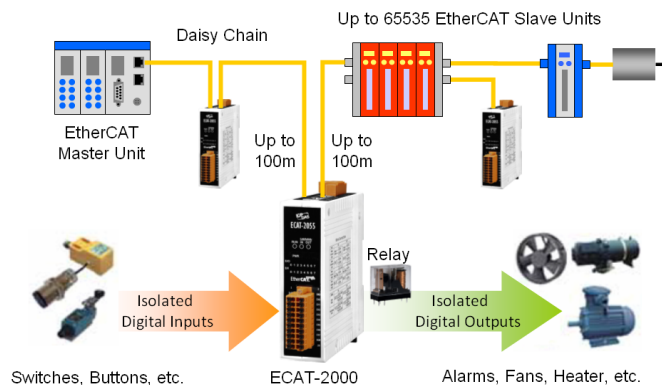 Up to 65535 EtherCAT Slave Units
Daisy Chain
EtherCAT
Master Unit
Up to
100m
Up to
100m
ECAT-2055
EtherCAT
Relay
Isolated
Digital Inputs
Isolated
Digital Outputs
Switches, Buttons, etc.
ECAT-2000
Alarms, Fans, Heater, etc.